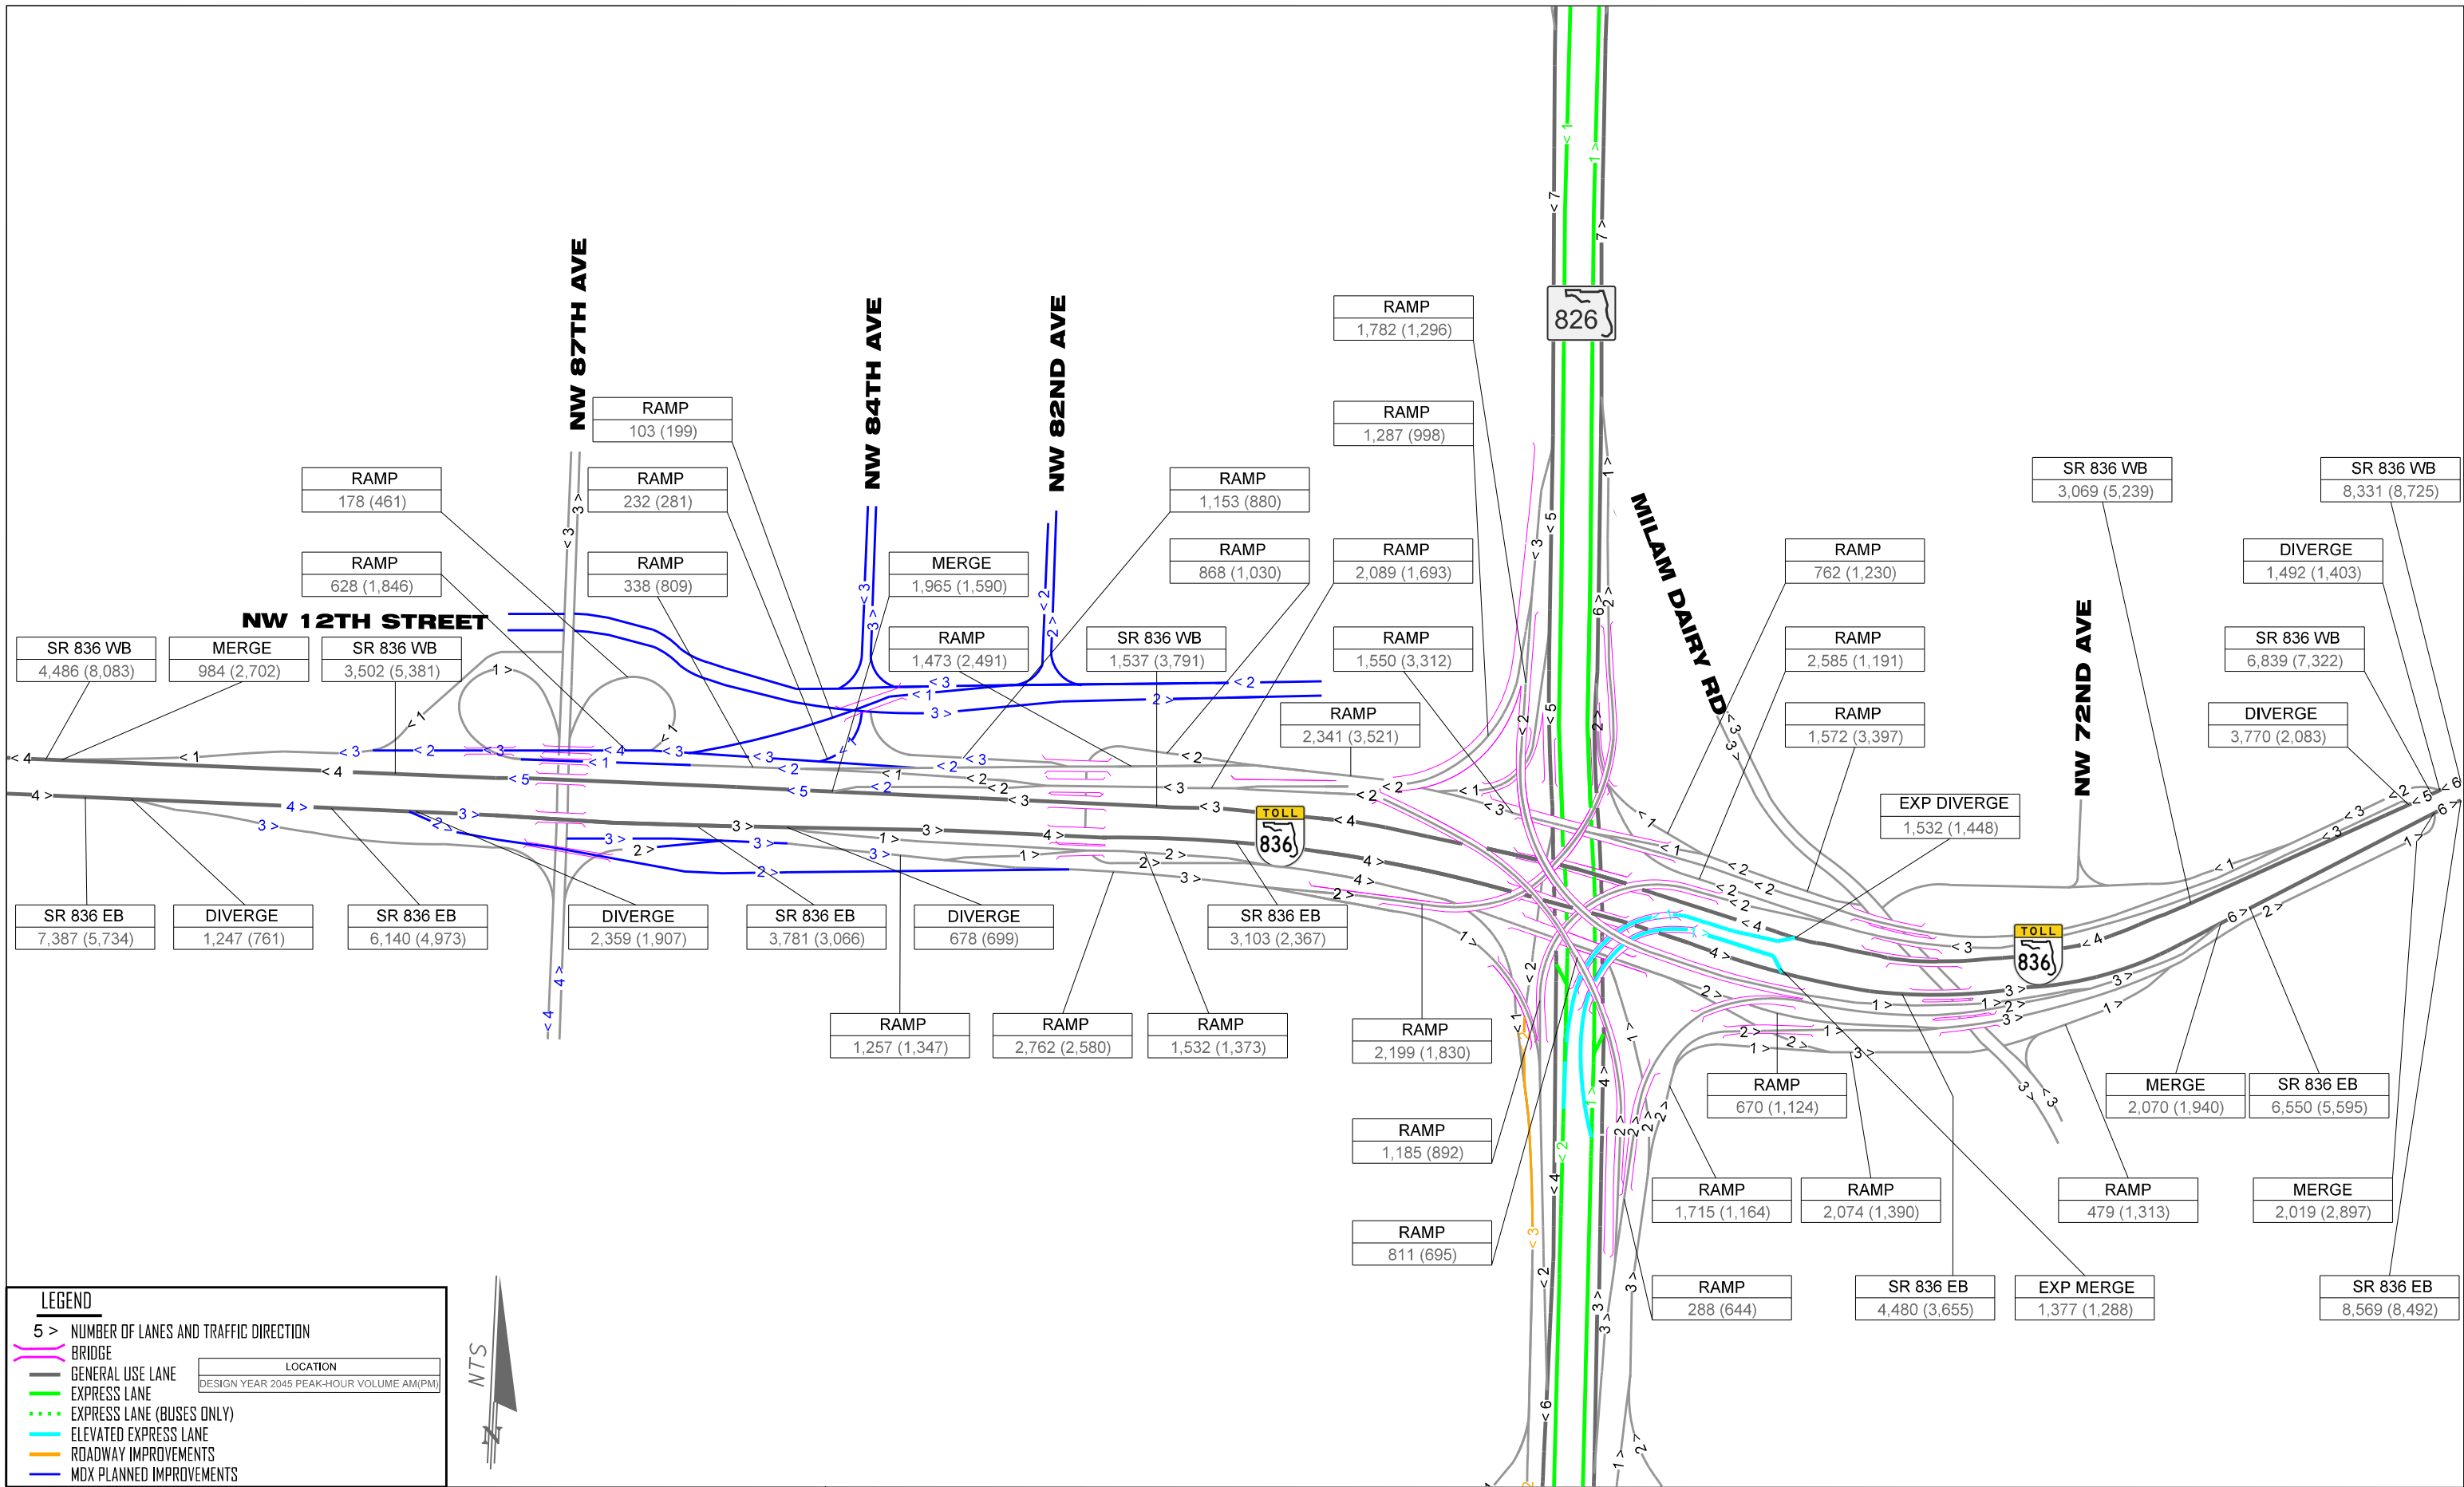 NW 87TH AVE
NW 84TH AVE
NW 82ND AVE
826
MILAM DAIRY RD
NW 72ND AVE
NW 12TH STREET
RAMP
1,782 (1,296)
RAMP
1,287 (998)
RAMP
103 (199)
RAMP
178 (461)
RAMP
232 (281)
RAMP
1,153 (880)
SR 836 WB
3,069 (5,239)
SR 836 WB
8,331 (8,725)
RAMP
628 (1,846)
RAMP
338 (809)
MERGE
1,965 (1,590)
RAMP
868 (1,030)
RAMP
2,089 (1,693)
RAMP
762 (1,230)
DIVERGE
1,492 (1,403)
SR 836 WB
4,486 (8,083)
MERGE
984 (2,702)
SR 836 WB
3,502 (5,381)
RAMP
1,473 (2,491)
SR 836 WB
1,537 (3,791)
RAMP
1,550 (3,312)
RAMP
2,585 (1,191)
SR 836 WB
6,839 (7,322)
RAMP
2,341 (3,521)
RAMP
1,572 (3,397)
DIVERGE
3,770 (2,083)
EXP DIVERGE
1,532 (1,448)
TOLL
836
TOLL
836
SR 836 EB
7,387 (5,734)
DIVERGE
1,247 (761)
SR 836 EB
6,140 (4,973)
DIVERGE
2,359 (1,907)
SR 836 EB
3,781 (3,066)
DIVERGE
678 (699)
SR 836 EB
3,103 (2,367)
RAMP
1,257 (1,347)
RAMP
2,762 (2,580)
RAMP
1,532 (1,373)
RAMP
2,199 (1,830)
RAMP
670 (1,124)
MERGE
2,070 (1,940)
SR 836 EB
6,550 (5,595)
RAMP
1,185 (892)
RAMP
1,715 (1,164)
RAMP
2,074 (1,390)
RAMP
479 (1,313)
MERGE
2,019 (2,897)
RAMP
811 (695)
RAMP
288 (644)
SR 836 EB
4,480 (3,655)
EXP MERGE
1,377 (1,288)
SR 836 EB
8,569 (8,492)
LEGEND
5 > NUMBER OF LANES AND TRAFFIC DIRECTION
BRIDGE
GENERAL USE LANE
LOCATION
DESIGN YEAR 2045 PEAK-HOUR VOLUME AM(PM)
EXPRESS LANE
EXPRESS LANE (BUSES ONLY)
ELEVATED EXPRESS LANE
ROADWAY IMPROVEMENTS
MDX PLANNED IMPROVEMENTS
NTS
N